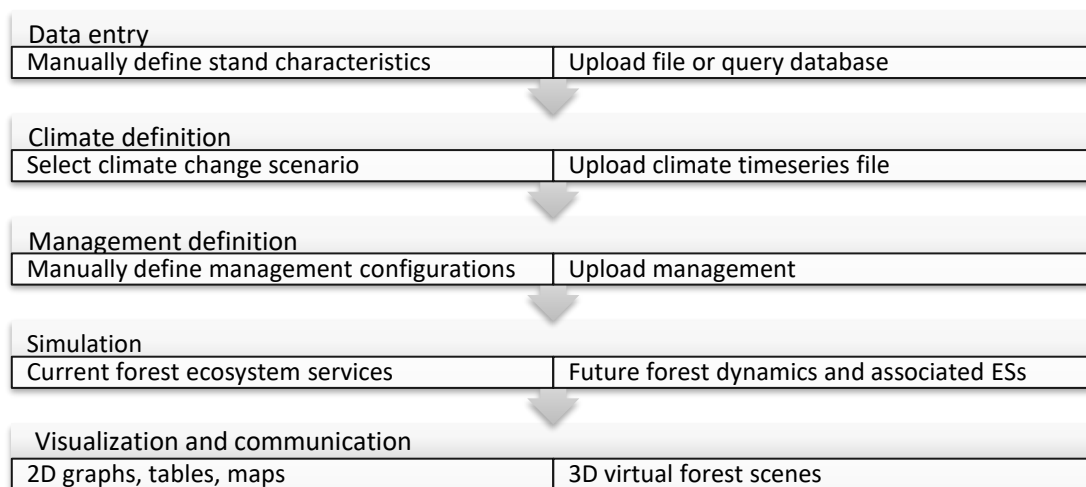 Data entry
Manually define stand characteristics
Upload file or query database
Climate definition
Select climate change scenario
Upload climate timeseries file
Management definition
Manually define management configurations
Upload management
Simulation
Current forest ecosystem services
Future forest dynamics and associated ESs
Visualization and communication
2D graphs, tables, maps
3D virtual forest scenes